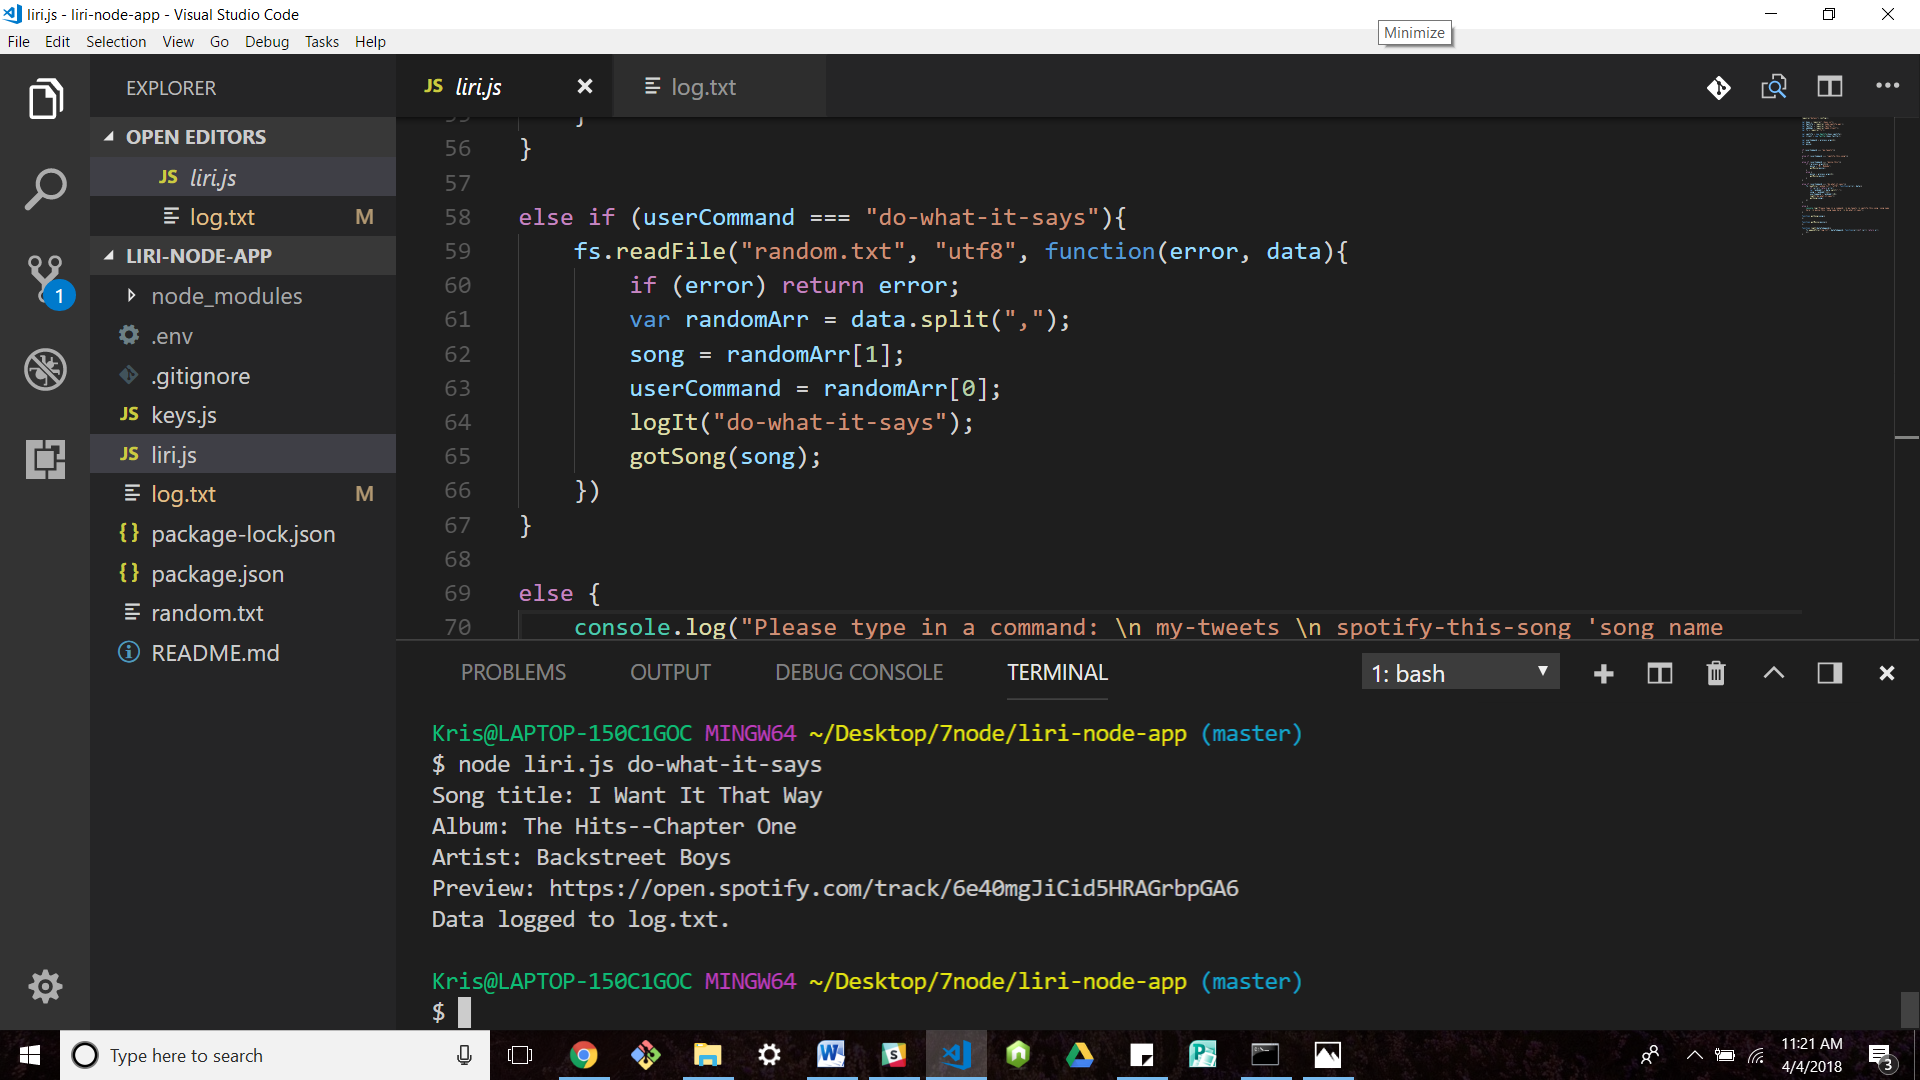 liri.js - liri-node-app - Visual Studio Code
File Edit Selection View Go Debug Tasks Help
Minimize
EXPLORER
OPEN EDITORS
JS liri.js
log.txt M
LIRI-NODE-APP
node_modules
.env
.gitignore
JS keys.js
JS liri.js
log.txt M
{} package-lock.json
{} package.json
random.txt
README.md
1
JS liri.js
log.txt
55 }
56 }
57
58 else if (userCommand === "do-what-it-says"){
59 fs.readFile("random.txt", "utf8", function(error, data){
60 if (error) return error;
61 var randomArr = data.split(",");
62 song = randomArr[1];
63 userCommand = randomArr[0];
64 logIt("do-what-it-says");
65 gotSong(song);
66 })
67 }
68
69 else {
70 console.log("Please type in a command: \n my-tweets \n spotify-this-song 'song name
PROBLEMS OUTPUT DEBUG CONSOLE TERMINAL
1: bash
Kris@LAPTOP-150C1GOC MINGW64 ~/Desktop/7node/liri-node-app (master)
$ node liri.js do-what-it-says
Song title: I Want It That Way
Album: The Hits--Chapter One
Artist: Backstreet Boys
Preview: https://open.spotify.com/track/6e40mgJiCid5HRAGrbpGA6
Data logged to log.txt.
Kris@LAPTOP-150C1GOC MINGW64 ~/Desktop/7node/liri-node-app (master)
$
Type here to search
11:21 AM
4/4/2018
3